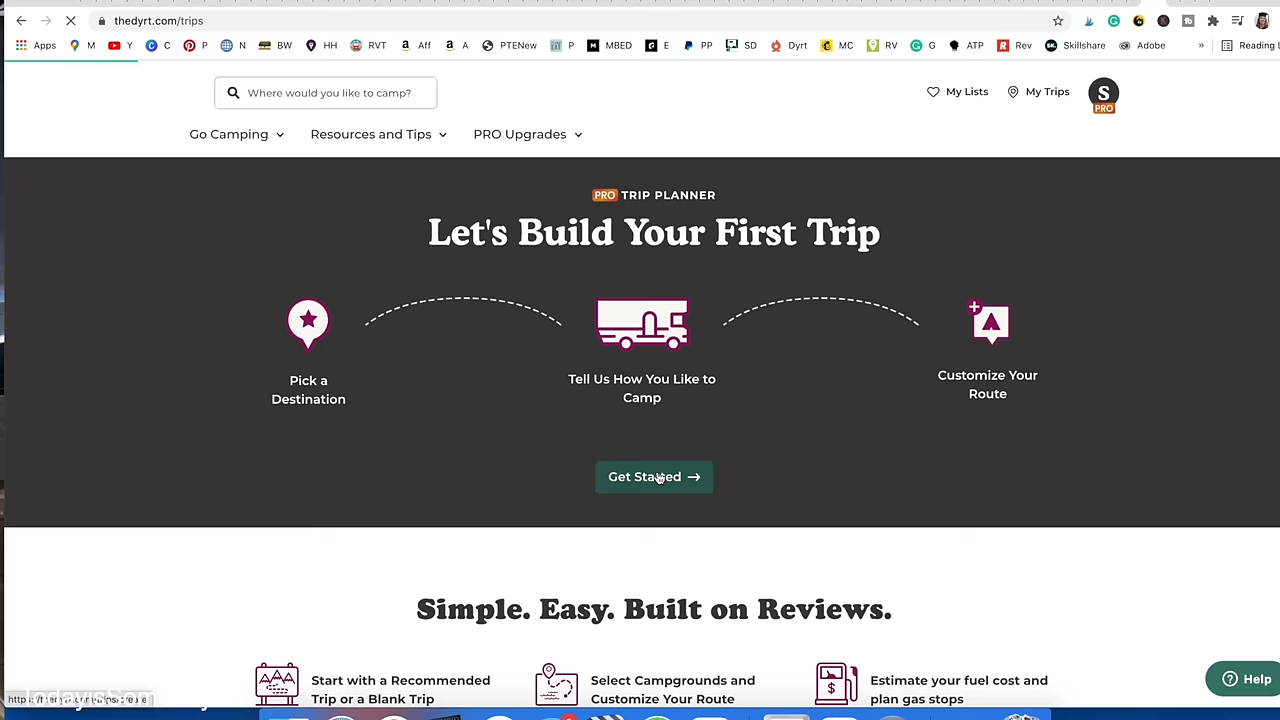 thedyrt.com/trips
Apps M Y C P N BW HH RVT Aff A PTENew P MBED E PP SD Dyrt MC RV G ATP Rev Skillshare Adobe » Reading
Where would you like to camp?
My Lists My Trips S
PRO
Go Camping Resources and Tips PRO Upgrades
PRO TRIP PLANNER
Let's Build Your First Trip
Pick a
Destination
Tell Us How You Like to
Camp
Customize Your
Route
Get Started →
Simple. Easy. Built on Reviews.
Start with a Recommended
Trip or a Blank Trip
Select Campgrounds and
Customize Your Route
Estimate your fuel cost and
plan gas stops
Help